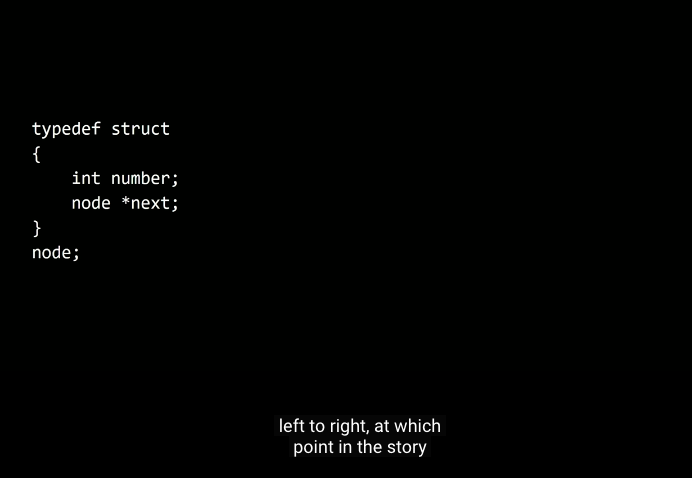 typedef struct
{
    int number;
    node *next;
}
node;
left to right, at which
point in the story